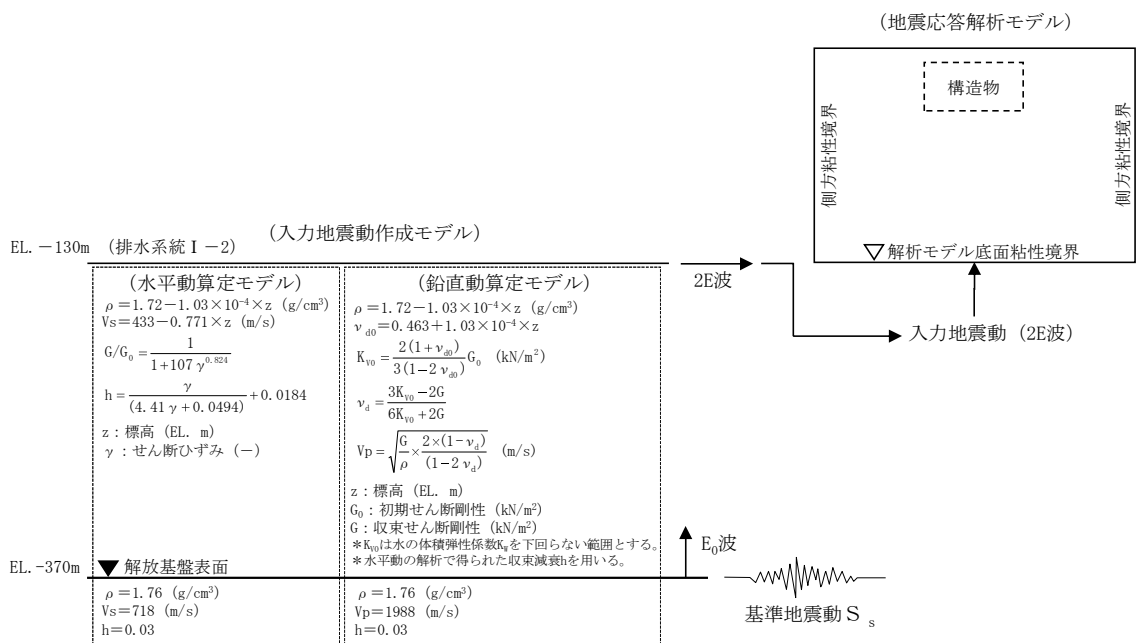 (地震応答解析モデル)
構造物
側方粘性境界
側方粘性境界
解析モデル底面粘性境界
入力地震動（2E波）
(入力地震動作成モデル)
EL.－130m （排水系統Ⅰ－2）
2E波
(水平動算定モデル)
ρ＝1.72－1.03×10⁻⁴×z (g/cm³)
Vs＝433－0.771×z (m/s)
G/G₀＝1/(1+107γ^0.824)
h＝γ/(4.41γ+0.0494)+0.0184
z：標高（EL. m）
γ：せん断ひずみ（－）
(鉛直動算定モデル)
ρ＝1.72－1.03×10⁻⁴×z (g/cm³)
ν_d0＝0.463＋1.03×10⁻⁴×z
K_V0＝2(1+ν_d0)/3(1−2ν_d0) G₀ (kN/m²)
ν_d＝(3K_V0−2G)/(6K_V0+2G)
Vp＝√(G/ρ×2×(1−ν_d)/(1−2ν_d)) (m/s)
z：標高（EL. m）
G₀：初期せん断剛性（kN/m²）
G：収束せん断剛性（kN/m²）
＊K_V0は水の体積弾性係数K_Wを下回らない範囲とする。
＊水平動の解析で得られた収束減衰hを用いる。
E₀波
EL.-370m
解放基盤表面
ρ＝1.76 (g/cm³)
Vs=718 (m/s)
h=0.03
ρ＝1.76 (g/cm³)
Vp=1988 (m/s)
h=0.03
基準地震動Ｓs